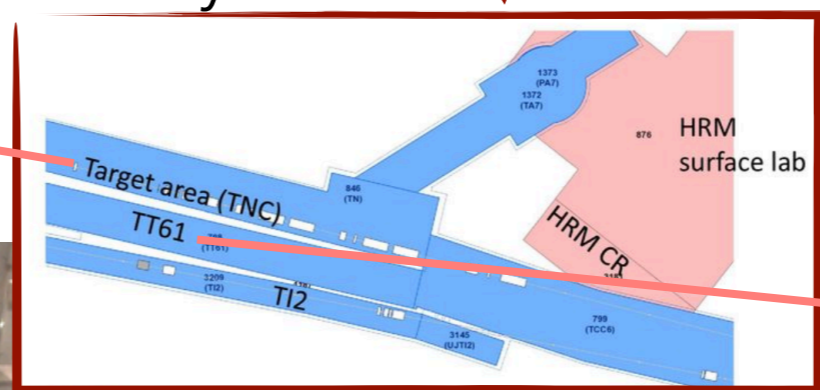 1373
(PA7)
1372
(TA7)
876
HRM
surface lab
Target area (TNC)
846
(TN)
HRM CR
TT61
(TT61)
3209
(TI2)
TI2
799
(TCC6)
3145
(UJTI2)